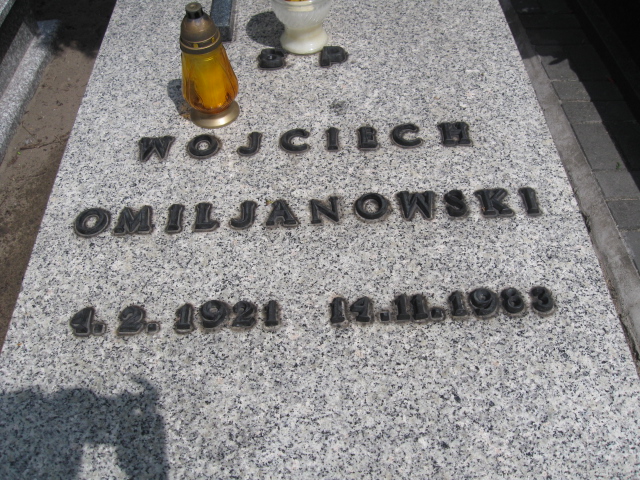 Ś P
WOJCIECH
OMILJANOWSKI
4.2.1921 14.11.1983